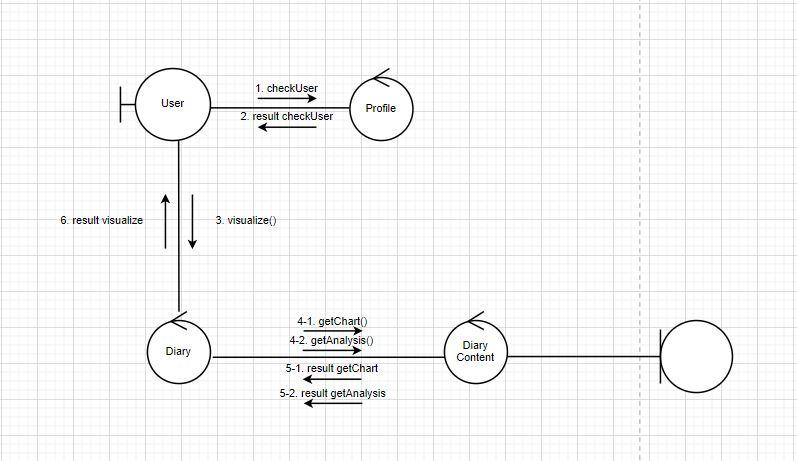 1. checkUser
User
Profile
2. result checkUser
6. result visualize
3. visualize()
4-1. getChart()
4-2. getAnalysis()
Diary
Diary
Content
5-1. result getChart
5-2. result getAnalysis